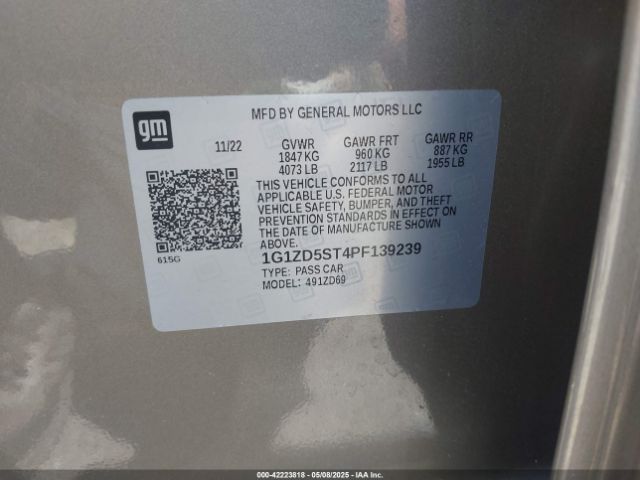 MFD BY GENERAL MOTORS LLC
gm
11/22 GVWR GAWR FRT GAWR RR
1847 KG 960 KG 887 KG
4073 LB 2117 LB 1955 LB
THIS VEHICLE CONFORMS TO ALL
APPLICABLE U.S. FEDERAL MOTOR
VEHICLE SAFETY, BUMPER, AND THEFT
PREVENTION STANDARDS IN EFFECT ON
THE DATE OF MANUFACTURE SHOWN
ABOVE.
615G
1G1ZD5ST4PF139239
TYPE: PASS CAR
MODEL: 491ZD69
000-42223818 - 05/08/2025 - IAA, Inc.